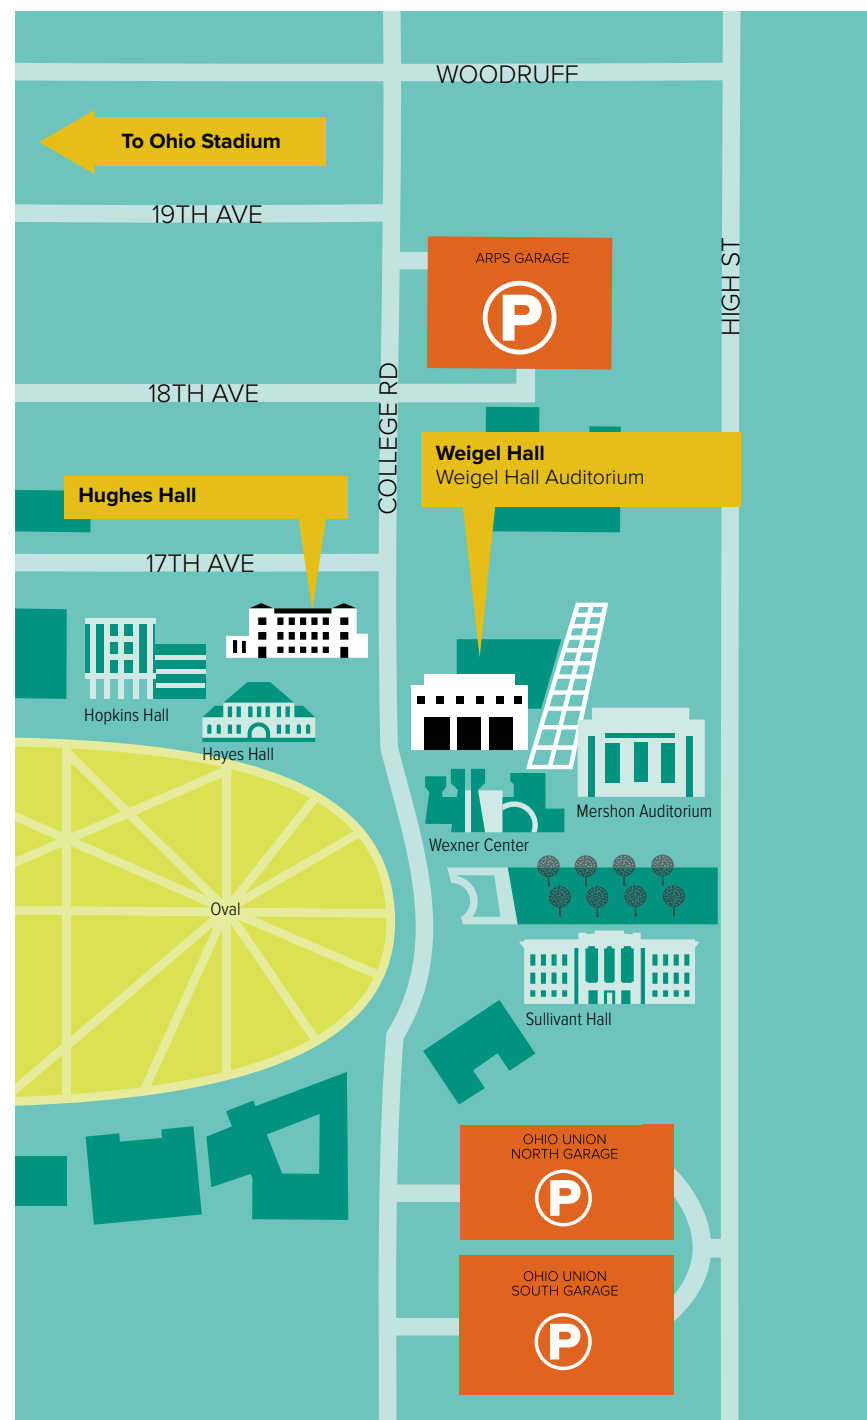 WOODRUFF
To Ohio Stadium
19TH AVE
ARPS GARAGE
P
HIGH ST
18TH AVE
COLLEGE RD
Weigel Hall
Weigel Hall Auditorium
Hughes Hall
17TH AVE
Hopkins Hall
Hayes Hall
Mershon Auditorium
Wexner Center
Oval
Sullivant Hall
OHIO UNION
NORTH GARAGE
P
OHIO UNION
SOUTH GARAGE
P